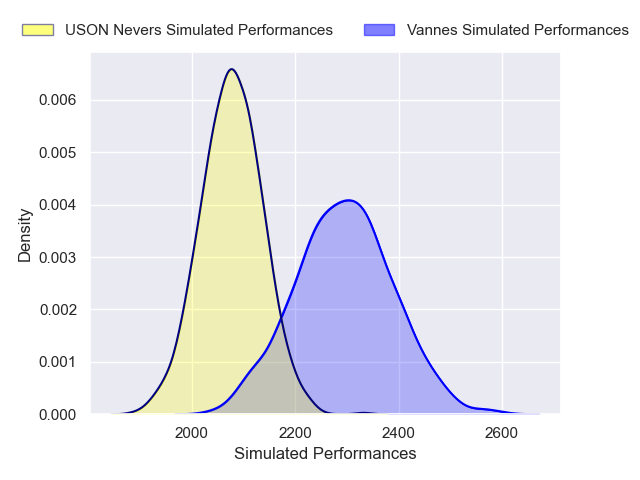 USON Nevers Simulated Performances
Vannes Simulated Performances
0.006
0.005
0.004
0.003
0.002
0.001
0.000
Density
2000
2200
2400
2600
Simulated Performances